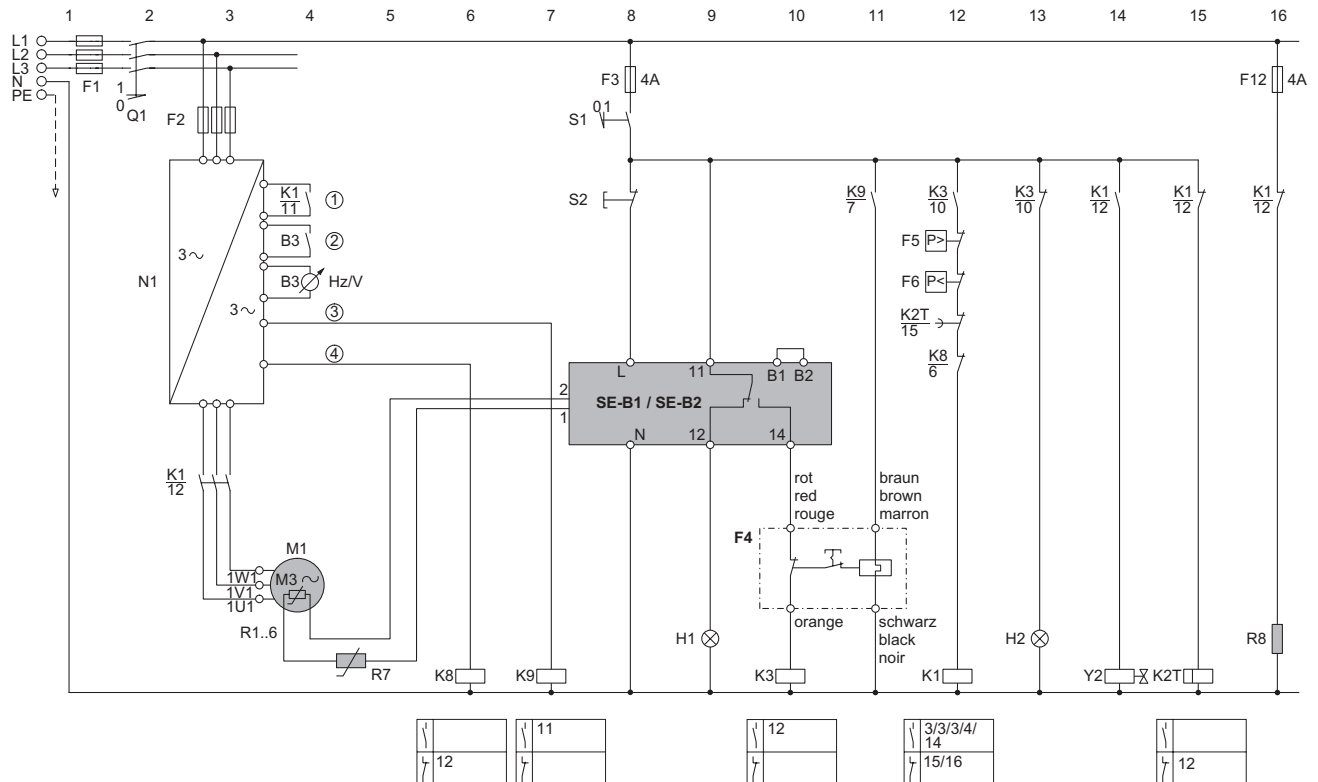 1 2 3 4 5 6 7 8 9 10 11 12 13 14 15 16
L1
L2
L3
N
PE
F1
1
0
Q1
F2
F3 4A
F12 4A
S1 0 1
S2
K1
11
①
B3
②
B3 Hz/V
③
④
3~
N1
3~
K9
7
K3
10
K3
10
K1
12
K1
12
K1
12
F5 P>
F6 P<
K2T
15
K8
6
L 11 B1 B2
2
SE-B1 / SE-B2
1
N 12 14
K1
12
rot
red
rouge
braun
brown
marron
F4
M1
M3 ~
1W1
1V1
1U1
R1..6
R7
orange
schwarz
black
noir
H1
H2
R8
K8
K9
K3
K1
Y2
K2T
12
11
12
3/3/3/4/
14
15/16
12